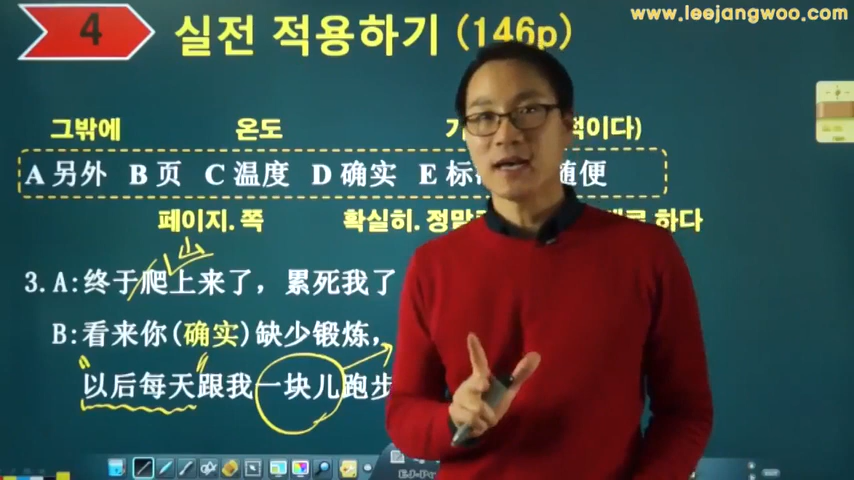 www.leejangwoo.com
4 실전 적용하기 (146p)
그밖에 온도
A 另外 B 页 C 温度 D 确实 E 随便
페이지. 쪽 확실히. 하다
山
3. A: 终于爬上来了, 累死我了
B: 看来你(确实)缺少锻炼,
以后每天跟我一块儿跑步